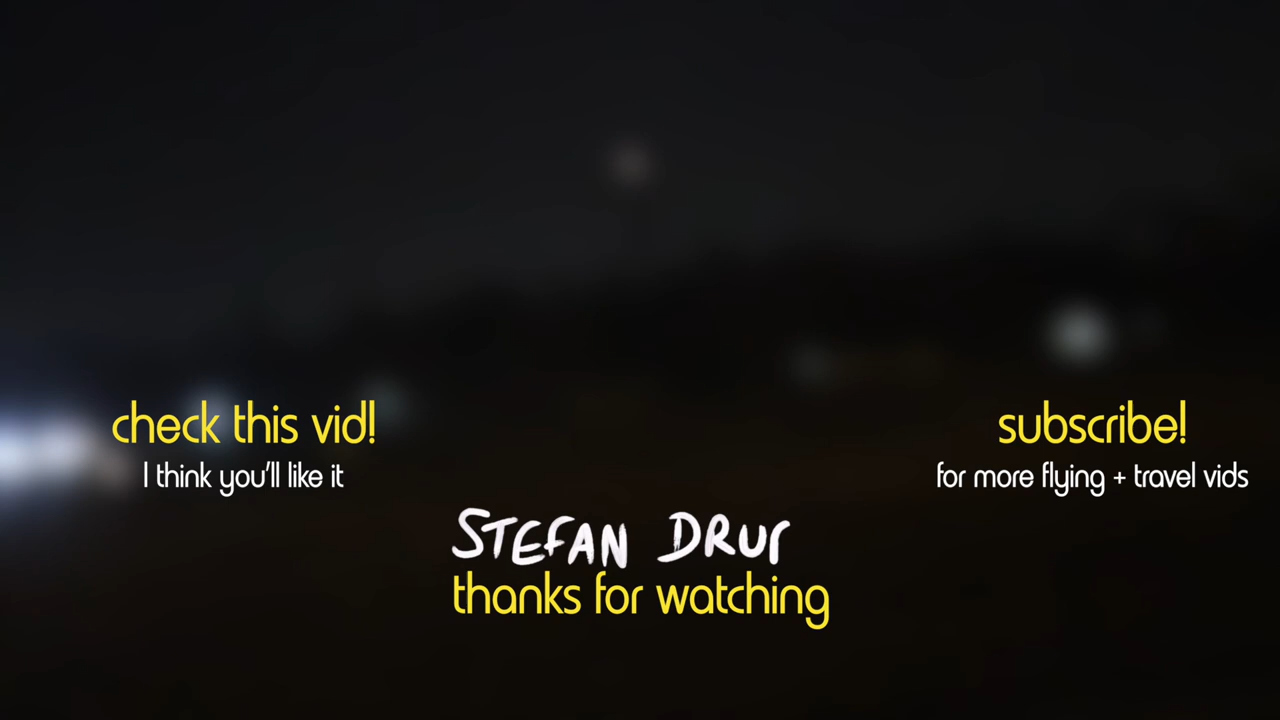 check this vid!
I think you'll like it
subscribe!
for more flying + travel vids
STEFAN DRUr
thanks for watching